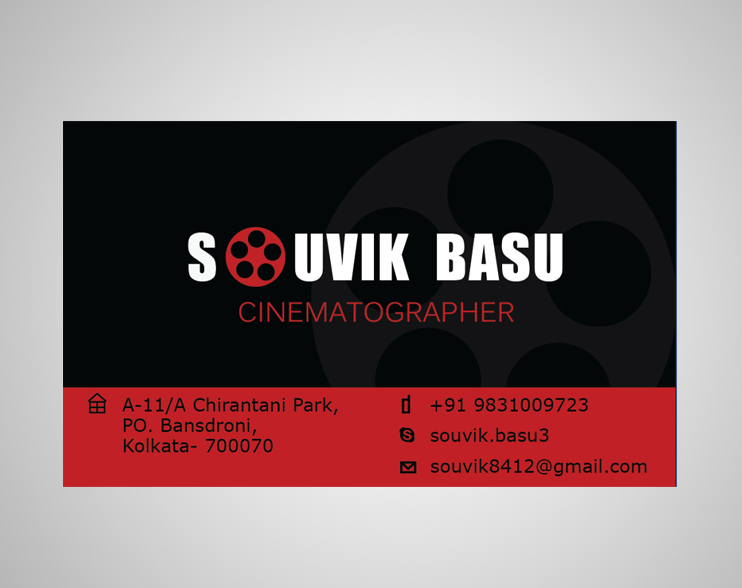 SOUVIK BASU
CINEMATOGRAPHER
A-11/A Chirantani Park,
PO. Bansdroni,
Kolkata- 700070
+91 9831009723
souvik.basu3
souvik8412@gmail.com